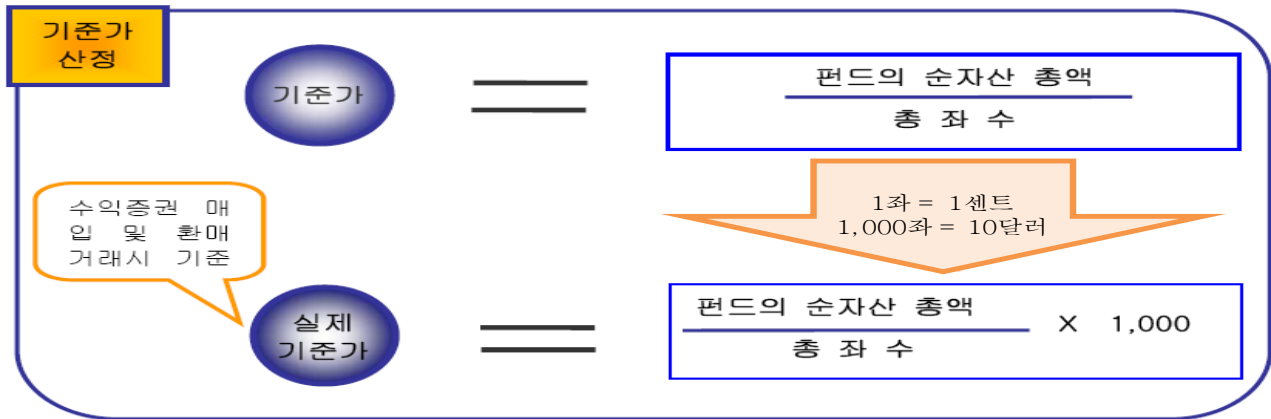 기준가
산정
기준가
펀드의 순자산 총액
총 좌 수
1좌 = 1센트
1,000좌 = 10달러
수익증권 매
입 및 환매
거래시 기준
실제
기준가
펀드의 순자산 총액
총 좌 수
X 1,000